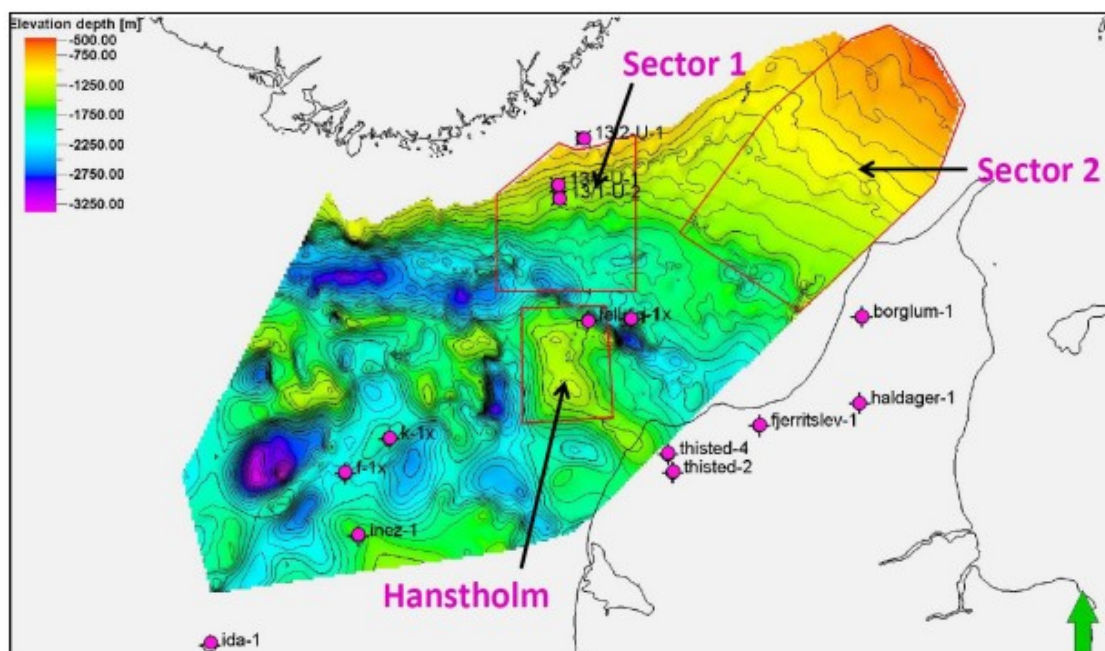 Elevation depth [m]
-500.00
-750.00
-1250.00
-1750.00
-2250.00
-2750.00
-3250.00
Sector 1
13/2-U-1
13/1-U-2
Sector 2
j-1x
borglum-1
haldager-1
fjerritslev-1
k-1x
thisted-4
f-1x
thisted-2
inez-1
Hanstholm
ida-1